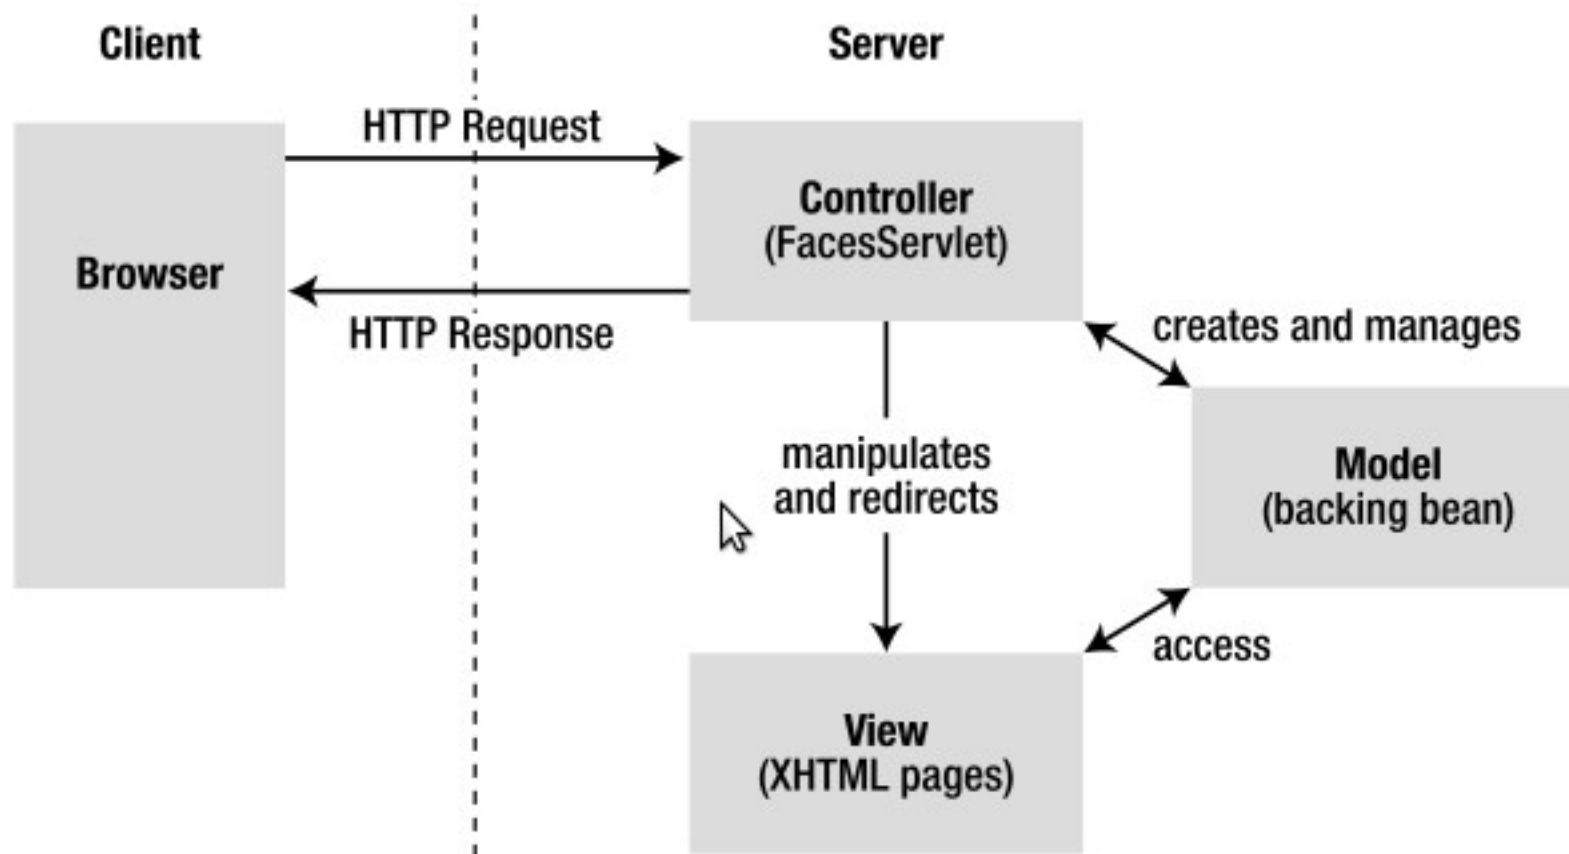 Client
Server
HTTP Request
Browser
HTTP Response
Controller
(FacesServlet)
creates and manages
manipulates
and redirects
Model
(backing bean)
access
View
(XHTML pages)